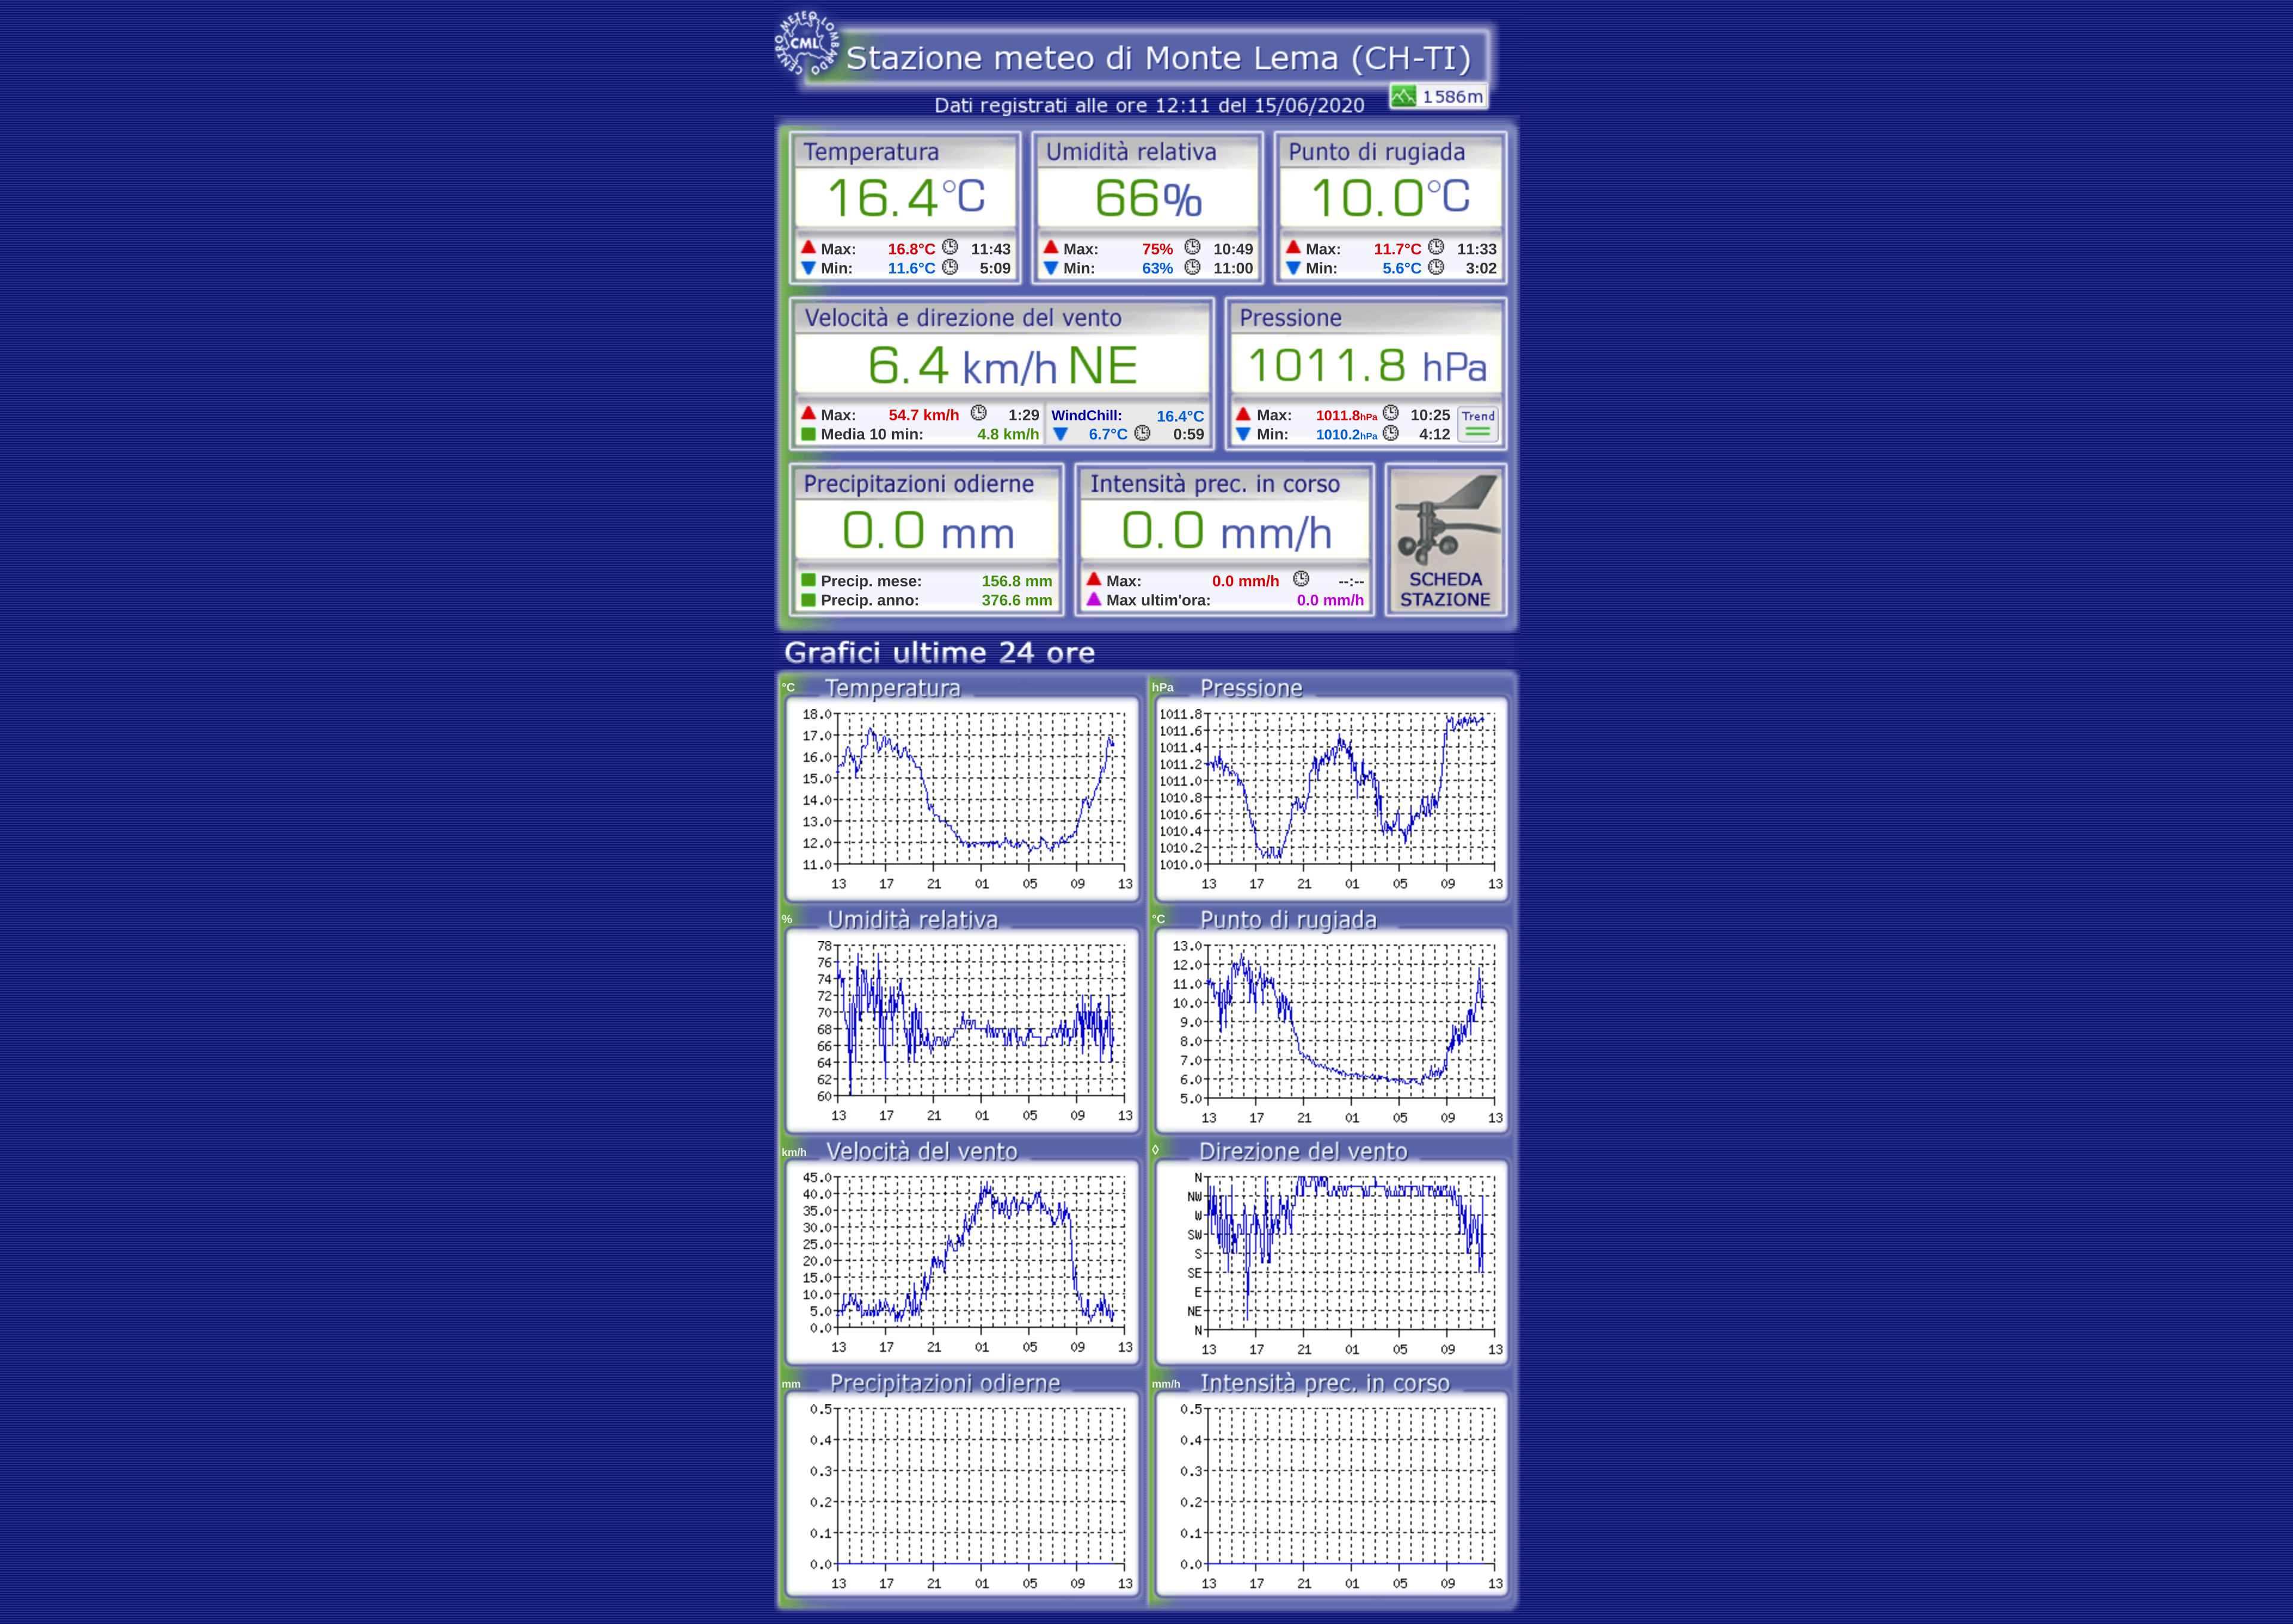 CENTRO METEO LOMBARDO
CML
Stazione meteo di Monte Lema (CH-TI)
Dati registrati alle ore 12:11 del 15/06/2020
1586m
Temperatura
16.4°C
Max: 16.8°C 11:43
Min: 11.6°C 5:09
Umidità relativa
66%
Max: 75% 10:49
Min: 63% 11:00
Punto di rugiada
10.0°C
Max: 11.7°C 11:33
Min: 5.6°C 3:02
Velocità e direzione del vento
6.4 km/h NE
Max: 54.7 km/h 1:29
Media 10 min: 4.8 km/h
WindChill: 16.4°C
6.7°C 0:59
Pressione
1011.8 hPa
Max: 1011.8hPa 10:25
Min: 1010.2hPa 4:12
Trend
Precipitazioni odierne
0.0 mm
Precip. mese: 156.8 mm
Precip. anno: 376.6 mm
Intensità prec. in corso
0.0 mm/h
Max: 0.0 mm/h --:--
Max ultim'ora: 0.0 mm/h
SCHEDA
STAZIONE
Grafici ultime 24 ore
°C Temperatura
18.0
17.0
16.0
15.0
14.0
13.0
12.0
11.0
13 17 21 01 05 09 13
hPa Pressione
1011.8
1011.6
1011.4
1011.2
1011.0
1010.8
1010.6
1010.4
1010.2
1010.0
13 17 21 01 05 09 13
% Umidità relativa
78
76
74
72
70
68
66
64
62
60
13 17 21 01 05 09 13
°C Punto di rugiada
13.0
12.0
11.0
10.0
9.0
8.0
7.0
6.0
5.0
13 17 21 01 05 09 13
km/h Velocità del vento
45.0
40.0
35.0
30.0
25.0
20.0
15.0
10.0
5.0
0.0
13 17 21 01 05 09 13
◊ Direzione del vento
N
NW
W
SW
S
SE
E
NE
N
13 17 21 01 05 09 13
mm Precipitazioni odierne
0.5
0.4
0.3
0.2
0.1
0.0
13 17 21 01 05 09 13
mm/h Intensità prec. in corso
0.5
0.4
0.3
0.2
0.1
0.0
13 17 21 01 05 09 13